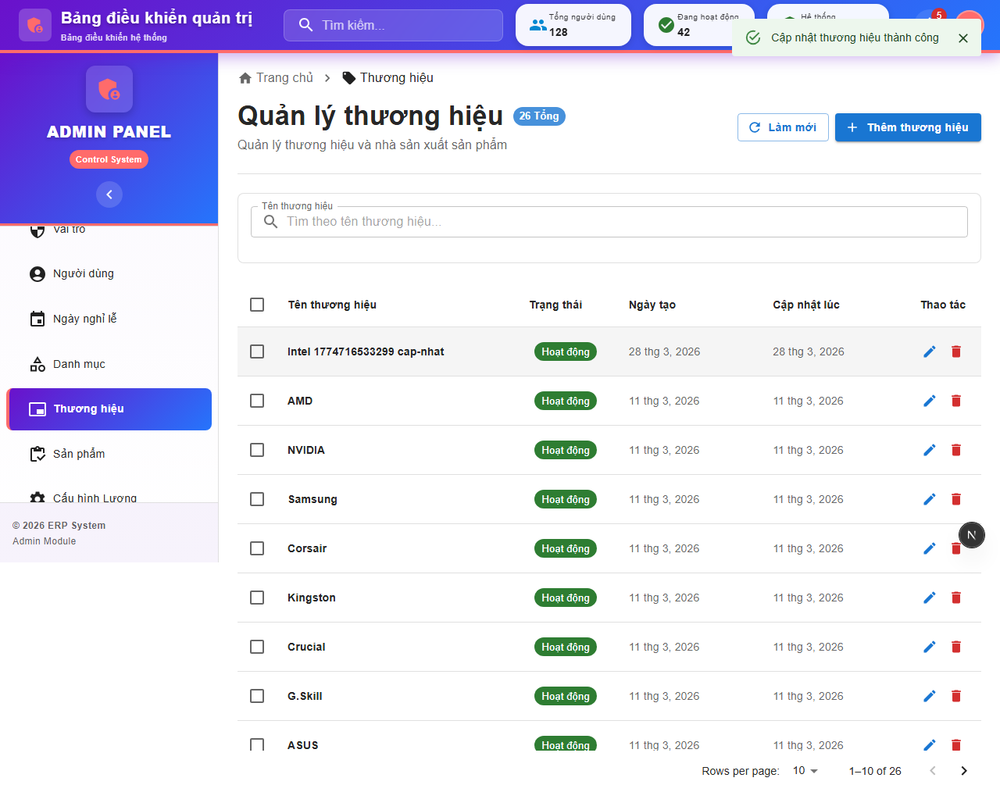 Bảng điều khiển quản trị
Bảng điều khiển hệ thống
Tìm kiếm...
Tổng người dùng
128
Đang hoạt động
42
Hệ thống
5
Cập nhật thương hiệu thành công
ADMIN PANEL
Control System
Vai trò
Người dùng
Ngày nghỉ lễ
Danh mục
Thương hiệu
Sản phẩm
Cấu hình Lương
© 2026 ERP System
Admin Module
Trang chủ
Thương hiệu
Quản lý thương hiệu
26 Tổng
Quản lý thương hiệu và nhà sản xuất sản phẩm
Làm mới
Thêm thương hiệu
Tên thương hiệu
Tìm theo tên thương hiệu...
Tên thương hiệu Trạng thái Ngày tạo Cập nhật lúc Thao tác
Intel 1774716533299 cap-nhat Hoạt động 28 thg 3, 2026 28 thg 3, 2026
AMD Hoạt động 11 thg 3, 2026 11 thg 3, 2026
NVIDIA Hoạt động 11 thg 3, 2026 11 thg 3, 2026
Samsung Hoạt động 11 thg 3, 2026 11 thg 3, 2026
Corsair Hoạt động 11 thg 3, 2026 11 thg 3, 2026
Kingston Hoạt động 11 thg 3, 2026 11 thg 3, 2026
Crucial Hoạt động 11 thg 3, 2026 11 thg 3, 2026
G.Skill Hoạt động 11 thg 3, 2026 11 thg 3, 2026
ASUS Hoạt động 11 thg 3, 2026 11 thg 3, 2026
N
Rows per page: 10 1–10 of 26